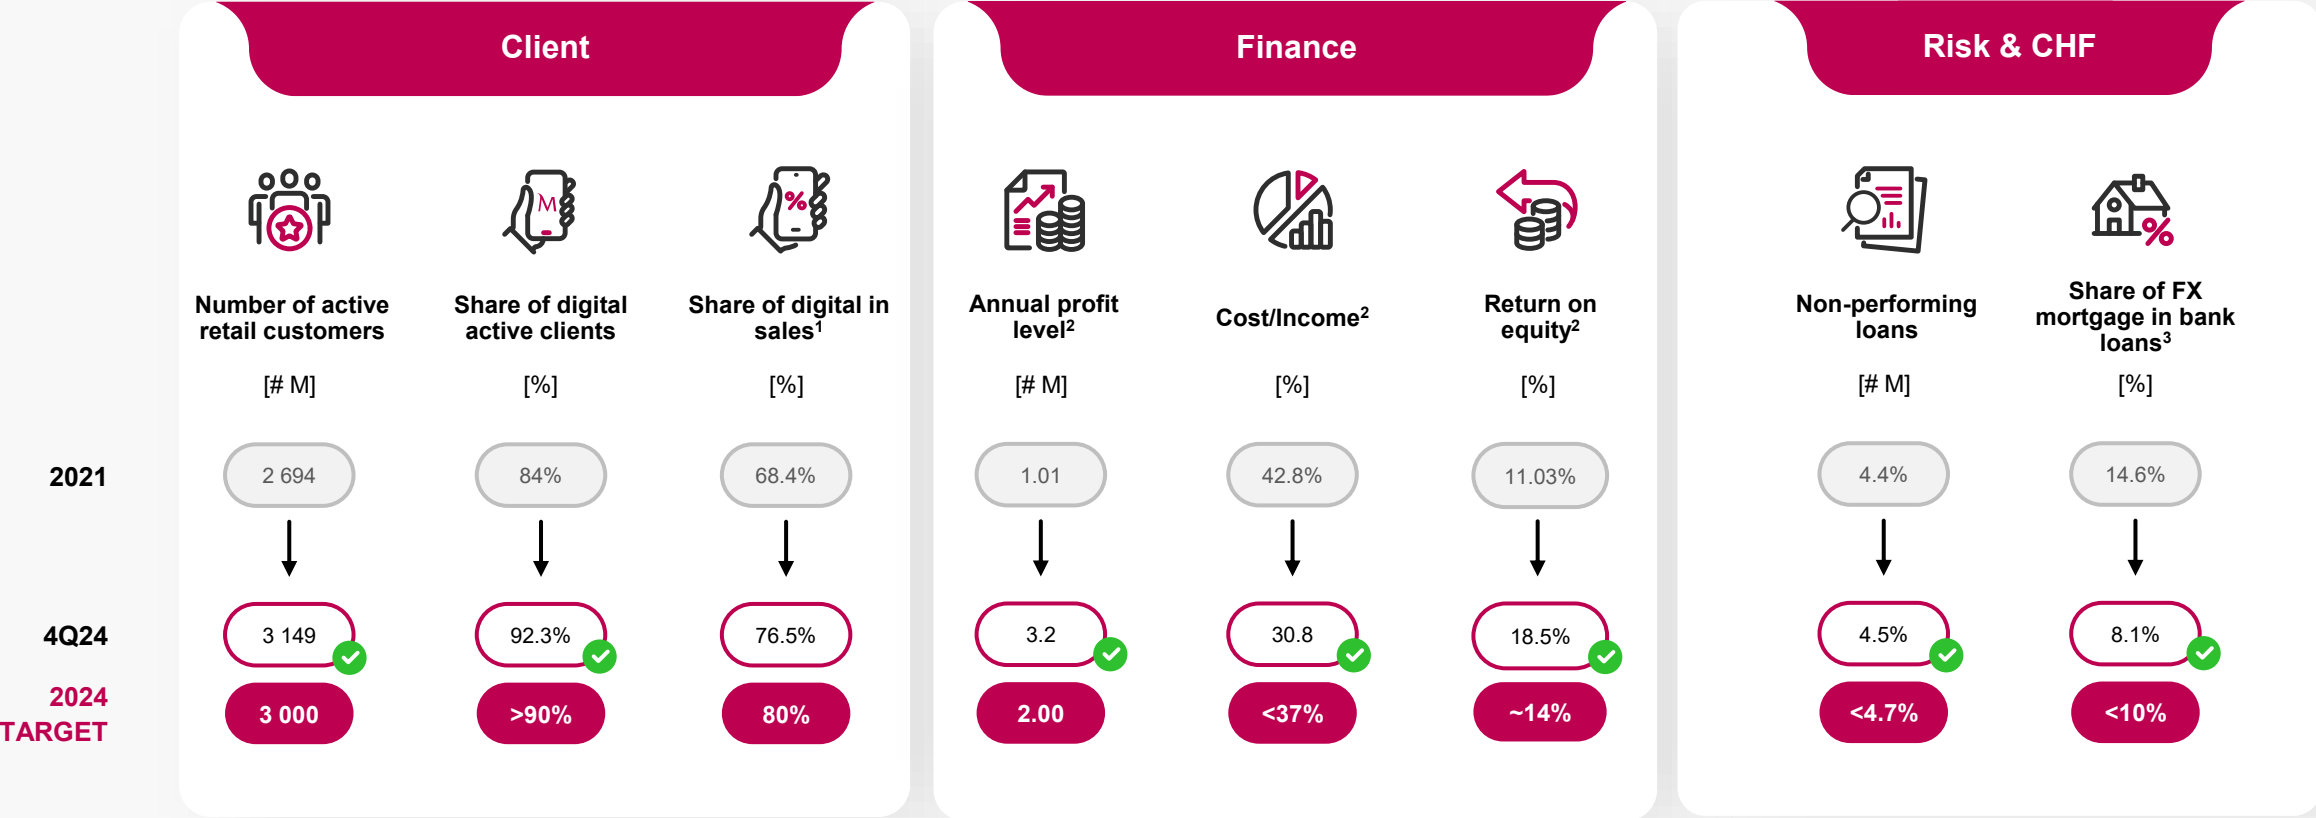 Client
Finance
Risk & CHF
M
%
%
Number of active
retail customers
Share of digital
active clients
Share of digital in
sales¹
Annual profit
level²
Cost/Income²
Return on
equity²
Non-performing
loans
Share of FX
mortgage in bank
loans³
[# M] [%] [%] [# M] [%] [%] [# M] [%]
2021 2 694 84% 68.4% 1.01 42.8% 11.03% 4.4% 14.6%
4Q24 3 149 92.3% 76.5% 3.2 30.8 18.5% 4.5% 8.1%
2024
TARGET
3 000 >90% 80% 2.00 <37% ~14% <4.7% <10%